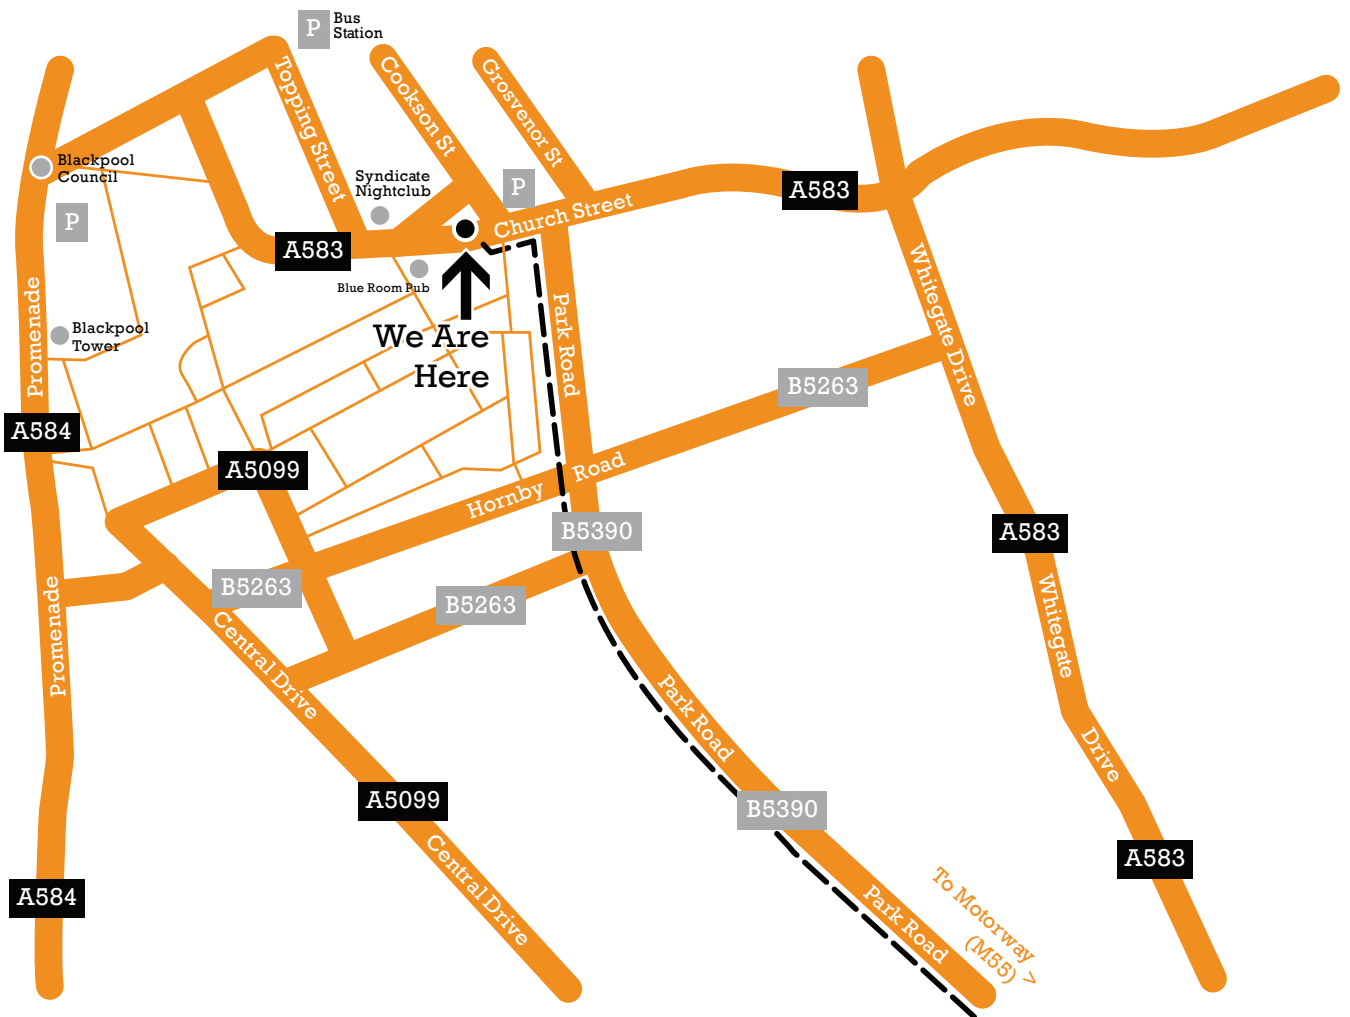 P
Bus
Station
Topping Street
Cookson St
Grosvenor St
Blackpool
Council
Syndicate
Nightclub
P
P
A583
Church Street
A583
Blue Room Pub
Promenade
Blackpool
Tower
We Are
Here
Park Road
Whitegate Drive
B5263
A584
A5099
Hornby Road
B5390
A583
B5263
B5263
Promenade
Central Drive
Whitegate
Park Road
Drive
A5099
B5390
Central Drive
A583
A584
Park Road
To Motorway
(M55) >